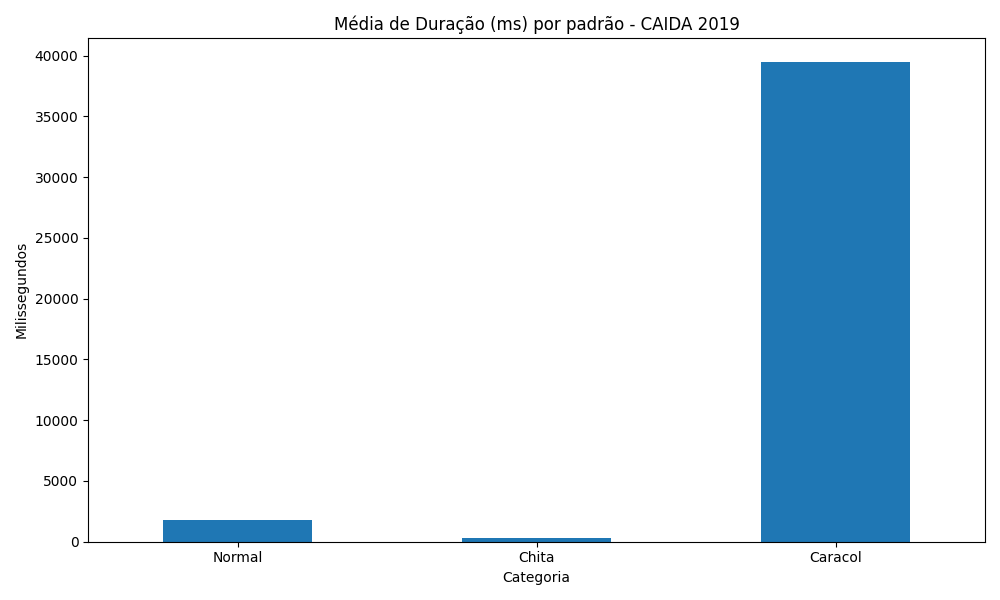 Média de Duração (ms) por padrão - CAIDA 2019
Milissegundos
40000
35000
30000
25000
20000
15000
10000
5000
0
Normal
Chita
Caracol
Categoria